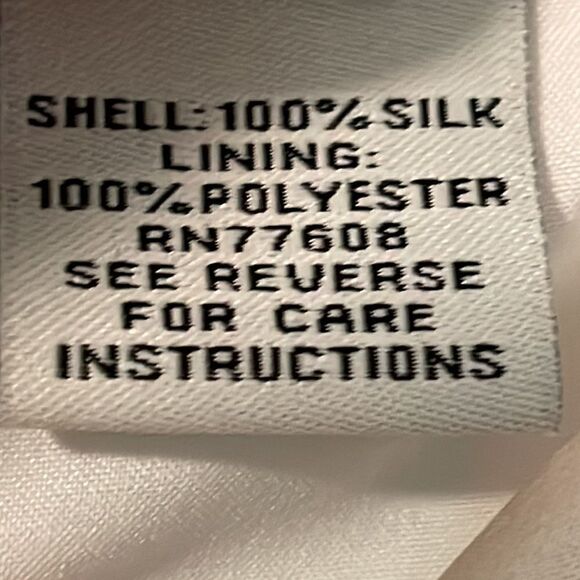 SHELL: 100% SILK
LINING:
100% POLYESTER
RN77608
SEE REVERSE
FOR CARE
INSTRUCTIONS